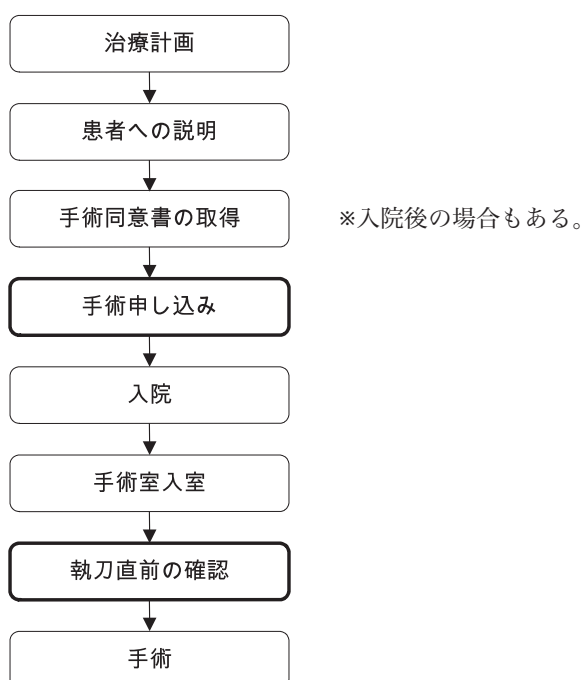 治療計画
患者への説明
手術同意書の取得
※入院後の場合もある。
手術申し込み
入院
手術室入室
執刀直前の確認
手術